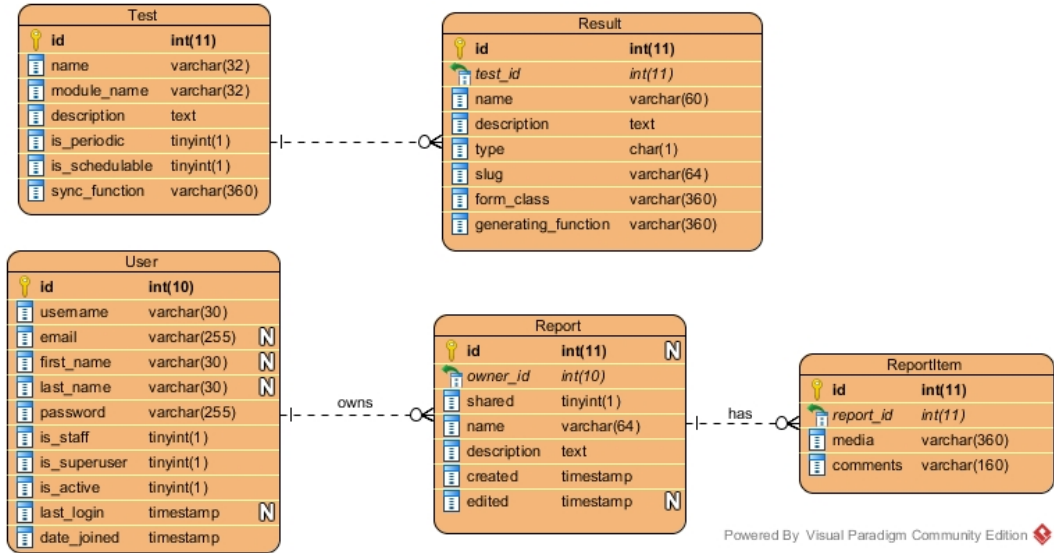 Test
id int(11)
name varchar(32)
module_name varchar(32)
description text
is_periodic tinyint(1)
is_schedulable tinyint(1)
sync_function varchar(360)
Result
id int(11)
test_id int(11)
name varchar(60)
description text
type char(1)
slug varchar(64)
form_class varchar(360)
generating_function varchar(360)
User
id int(10)
username varchar(30)
email varchar(255) N
first_name varchar(30) N
last_name varchar(30) N
password varchar(255)
is_staff tinyint(1)
is_superuser tinyint(1)
is_active tinyint(1)
last_login timestamp N
date_joined timestamp
owns
Report
id int(11) N
owner_id int(10)
shared tinyint(1)
name varchar(64)
description text
created timestamp
edited timestamp N
has
ReportItem
id int(11)
report_id int(11)
media varchar(360)
comments varchar(160)
Powered By Visual Paradigm Community Edition